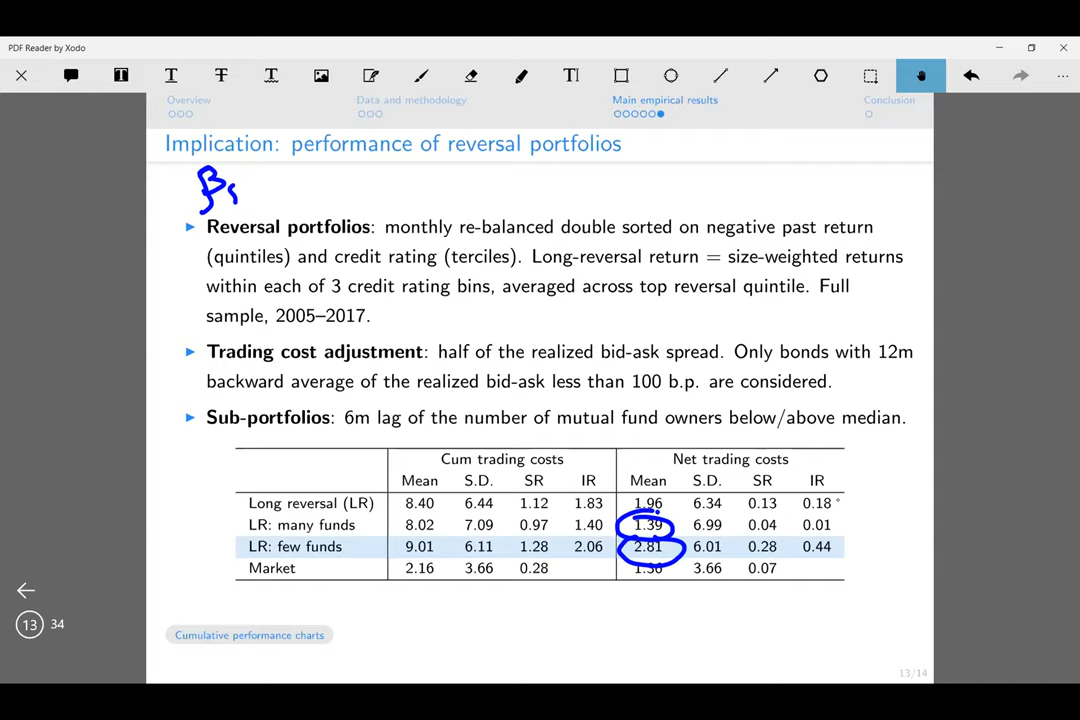 PDF Reader by Xodo
Overview Data and methodology Main empirical results Conclusion
Implication: performance of reversal portfolios
Reversal portfolios: monthly re-balanced double sorted on negative past return
(quintiles) and credit rating (terciles). Long-reversal return = size-weighted returns
within each of 3 credit rating bins, averaged across top reversal quintile. Full
sample, 2005–2017.
Trading cost adjustment: half of the realized bid-ask spread. Only bonds with 12m
backward average of the realized bid-ask less than 100 b.p. are considered.
Sub-portfolios: 6m lag of the number of mutual fund owners below/above median.
Cum trading costs Net trading costs
Mean S.D. SR IR Mean S.D. SR IR
Long reversal (LR) 8.40 6.44 1.12 1.83 1.96 6.34 0.13 0.18
LR: many funds 8.02 7.09 0.97 1.40 1.39 6.99 0.04 0.01
LR: few funds 9.01 6.11 1.28 2.06 2.81 6.01 0.28 0.44
Market 2.16 3.66 0.28 3.66 0.07
13 34
Cumulative performance charts
13/14